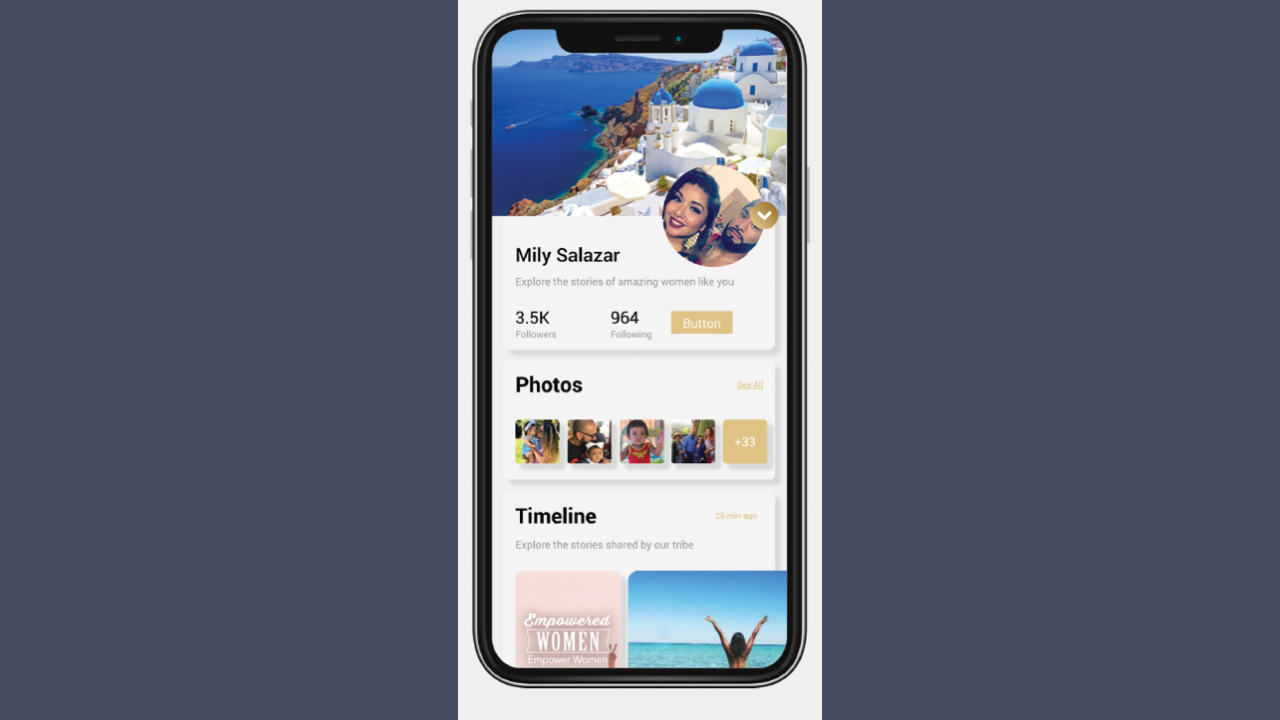 Mily Salazar
Explore the stories of amazing women like you
3.5K
Followers
964
Following
Button
Photos
See All
+33
Timeline
25 min ago
Explore the stories shared by our tribe
Empowered
WOMEN
Empower Women